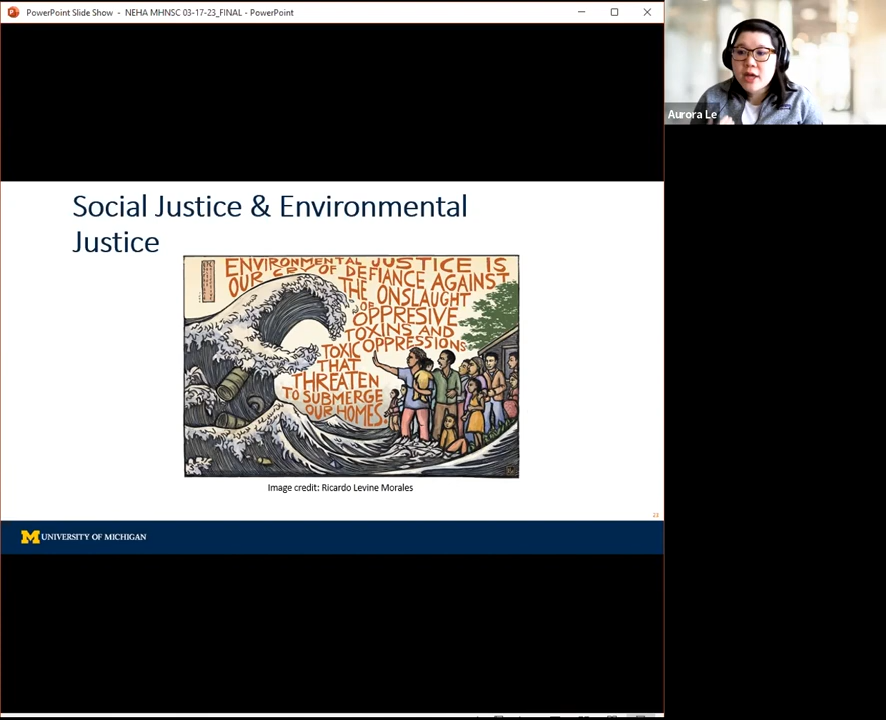 PowerPoint Slide Show - NEHA MHNSC 03-17-23_FINAL - PowerPoint
Aurora Le
Social Justice & Environmental
Justice
ENVIRONMENTAL JUSTICE IS
OUR CRY OF DEFIANCE AGAINST
THE ONSLAUGHT
OF
OPPRESIVE
TOXINS AND
TOXIC OPPRESSIONS
THAT
THREATEN
TO SUBMERGE
OUR HOMES.
Image credit: Ricardo Levine Morales
23
M UNIVERSITY OF MICHIGAN